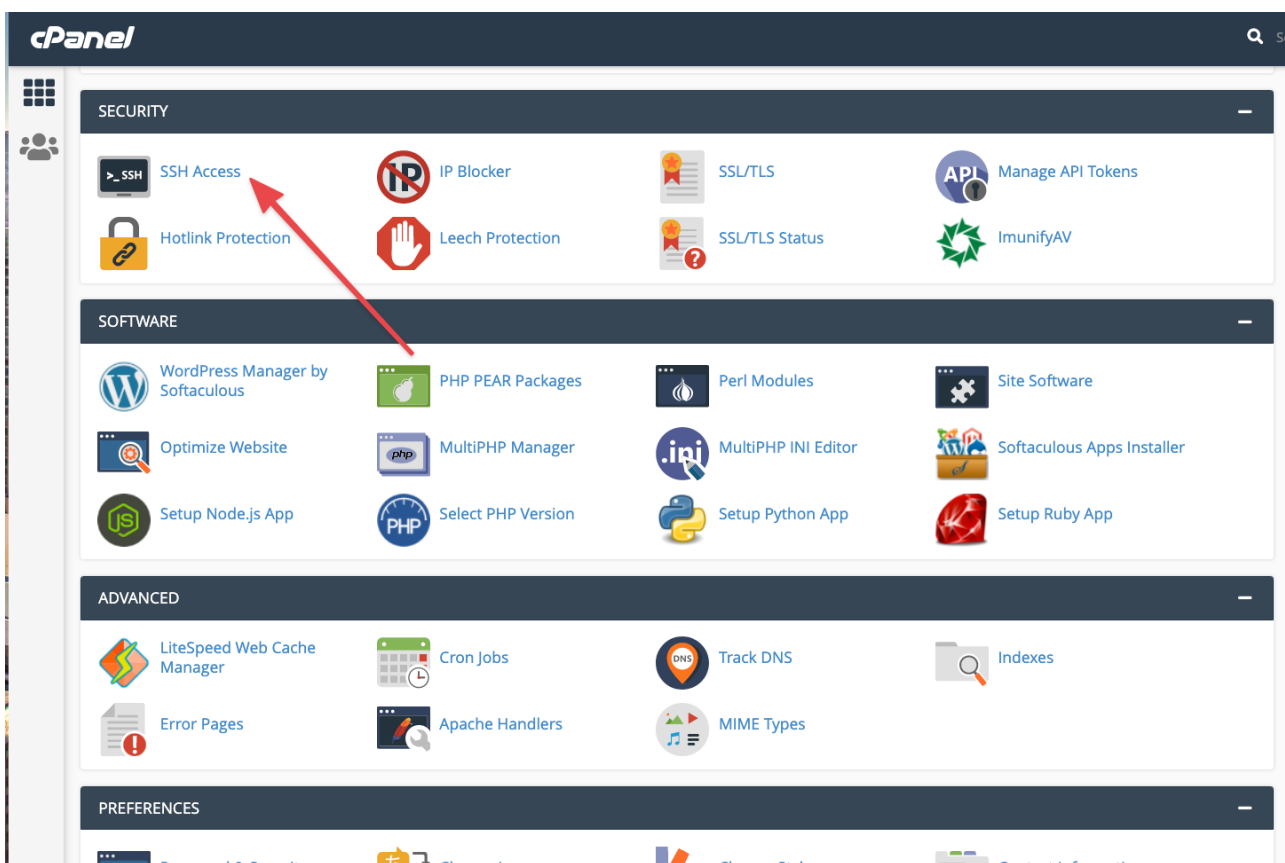 cPanel
SECURITY
SSH Access
IP Blocker
SSL/TLS
Manage API Tokens
Hotlink Protection
Leech Protection
SSL/TLS Status
ImunifyAV
SOFTWARE
WordPress Manager by
Softaculous
PHP PEAR Packages
Perl Modules
Site Software
Optimize Website
MultiPHP Manager
MultiPHP INI Editor
Softaculous Apps Installer
Setup Node.js App
Select PHP Version
Setup Python App
Setup Ruby App
ADVANCED
LiteSpeed Web Cache
Manager
Cron Jobs
Track DNS
Indexes
Error Pages
Apache Handlers
MIME Types
PREFERENCES
>_ SSH
IP
API
php
.ini
JS
PHP
DNS